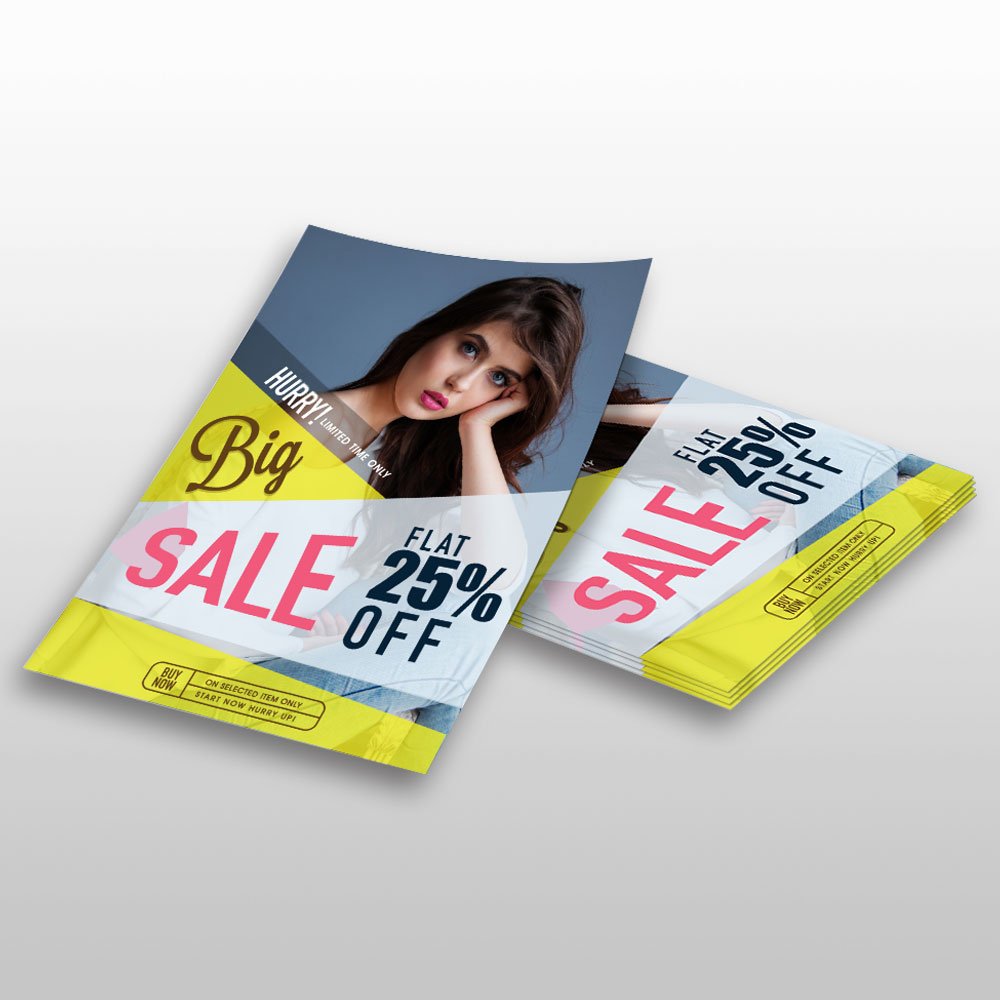 HURRY!
LIMITED TIME ONLY
Big
SALE
FLAT
25%
OFF
BUY
NOW
ON SELECTED ITEM ONLY
START NOW HURRY UP!
ONLY
FLAT
25%
OFF
SALE
BUY
NOW
ON SELECTED ITEM ONLY
START NOW HURRY UP!